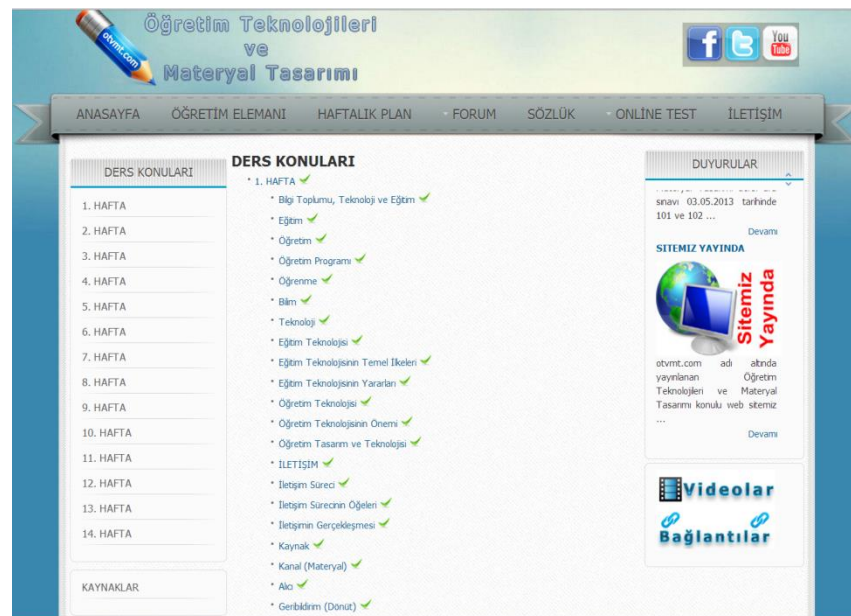 otvmt.com
Öğretim Teknolojileri
ve
Materyal Tasarımı
You
Tube
ANASAYFA
ÖĞRETİM ELEMANI
HAFTALIK PLAN
FORUM
SÖZLÜK
ONLİNE TEST
İLETİŞİM
DERS KONULARI
1. HAFTA
2. HAFTA
3. HAFTA
4. HAFTA
5. HAFTA
6. HAFTA
7. HAFTA
8. HAFTA
9. HAFTA
10. HAFTA
11. HAFTA
12. HAFTA
13. HAFTA
14. HAFTA
KAYNAKLAR
DERS KONULARI
1. HAFTA
Bilgi Toplumu, Teknoloji ve Eğitim
Eğitim
Öğretim
Öğretim Programı
Öğrenme
Bilim
Teknoloji
Eğitim Teknolojisi
Eğitim Teknolojisinin Temel İlkeleri
Eğitim Teknolojisinin Yararları
Öğretim Teknolojisi
Öğretim Teknolojisinin Önemi
Öğretim Tasarım ve Teknolojisi
İLETİŞİM
İletişim Süreci
İletişim Sürecinin Öğeleri
İletişimin Gerçekleşmesi
Kaynak
Kanal (Materyal)
Alıcı
Geribildirim (Dönüt)
DUYURULAR
sınavı 03.05.2013 tarihinde
101 ve 102 ...
Devamı
SITEMIZ YAYINDA
Sitemiz
Yayında
otvmt.com adı altında
yayınlanan Öğretim
Teknolojileri ve Materyal
Tasarımı konulu web sitemiz
...
Devamı
Videolar
Bağlantılar